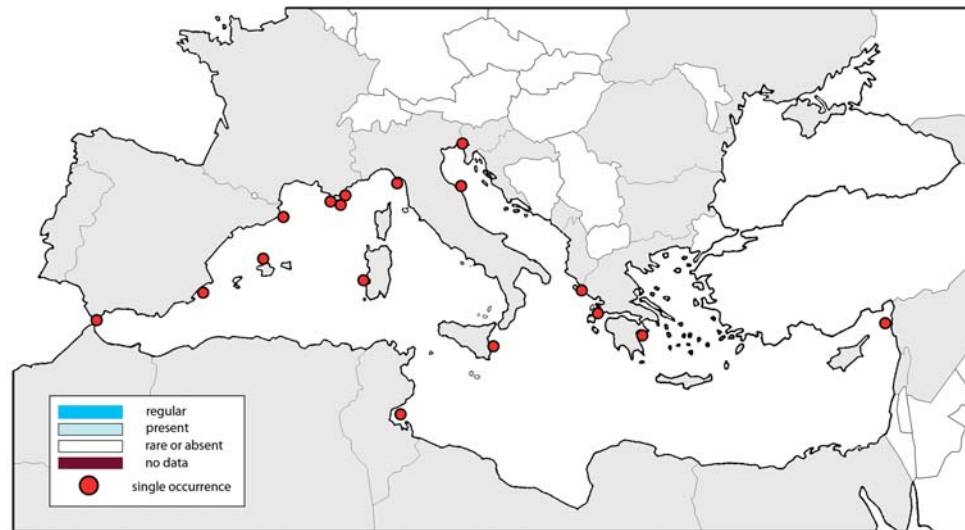 regular
present
rare or absent
no data
single occurrence